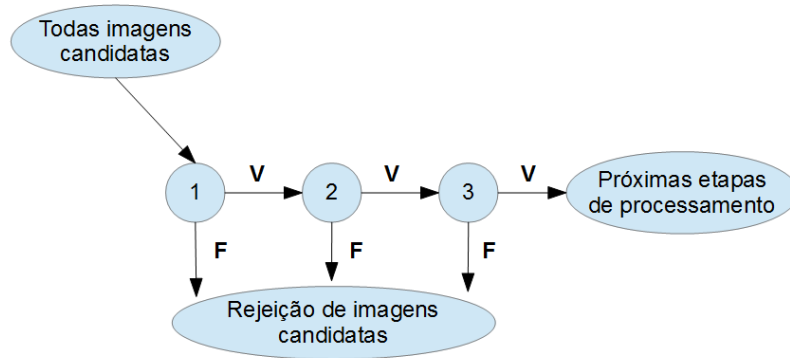 Todas imagens
candidatas
1
V
2
V
3
V
Próximas etapas
de processamento
F
F
F
Rejeição de imagens
candidatas